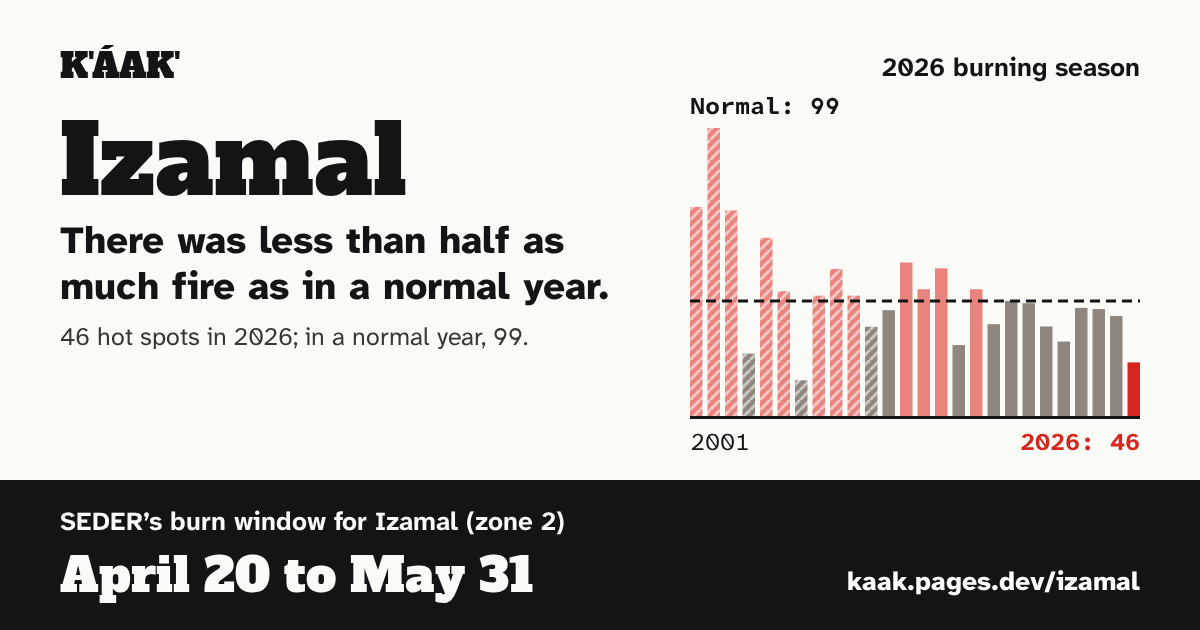 K'ÁAK'
2026 burning season
Izamal
There was less than half as
much fire as in a normal year.
46 hot spots in 2026; in a normal year, 99.
Normal: 99
2001
2026: 46
SEDER’s burn window for Izamal (zone 2)
April 20 to May 31
kaak.pages.dev/izamal